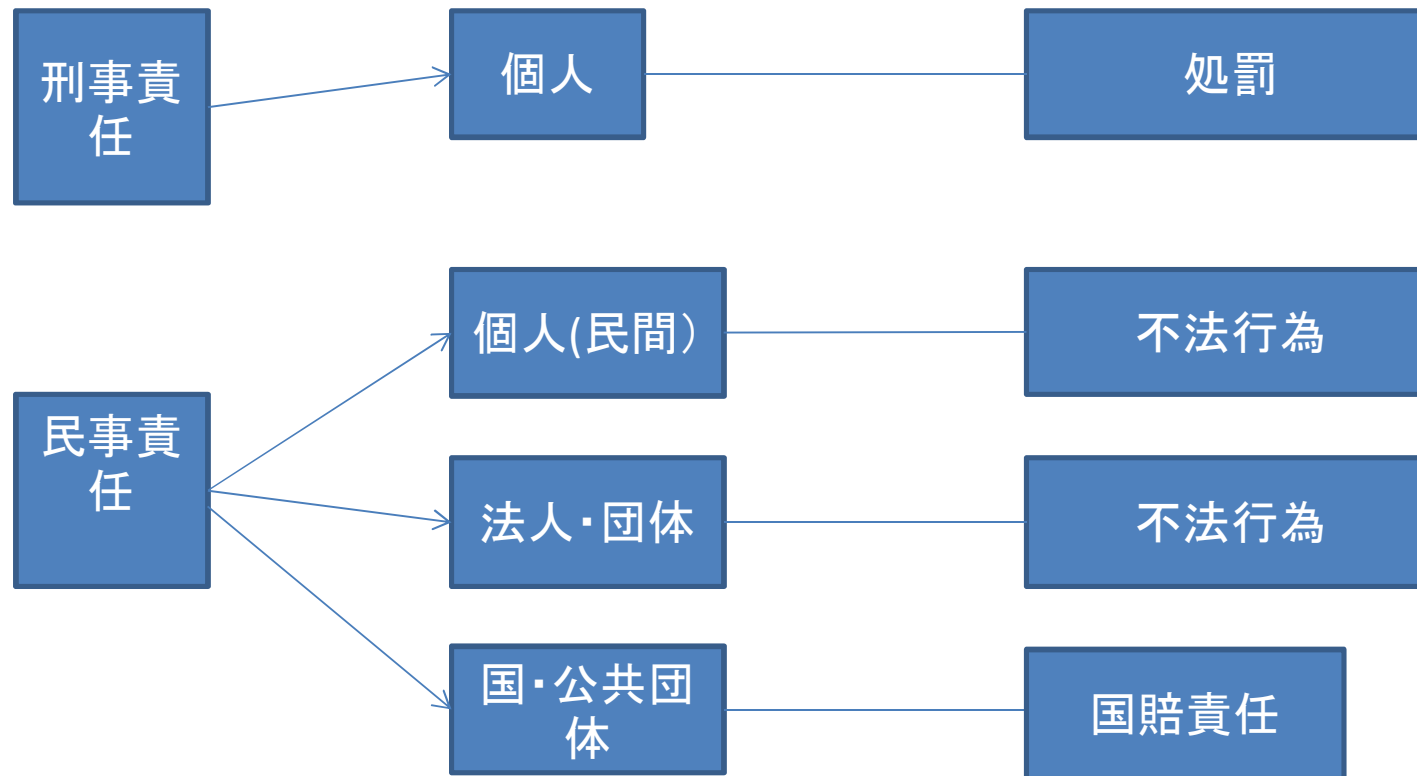 刑事責
任
個人
処罰
個人(民間）
不法行為
民事責
任
法人・団体
不法行為
国・公共団
体
国賠責任